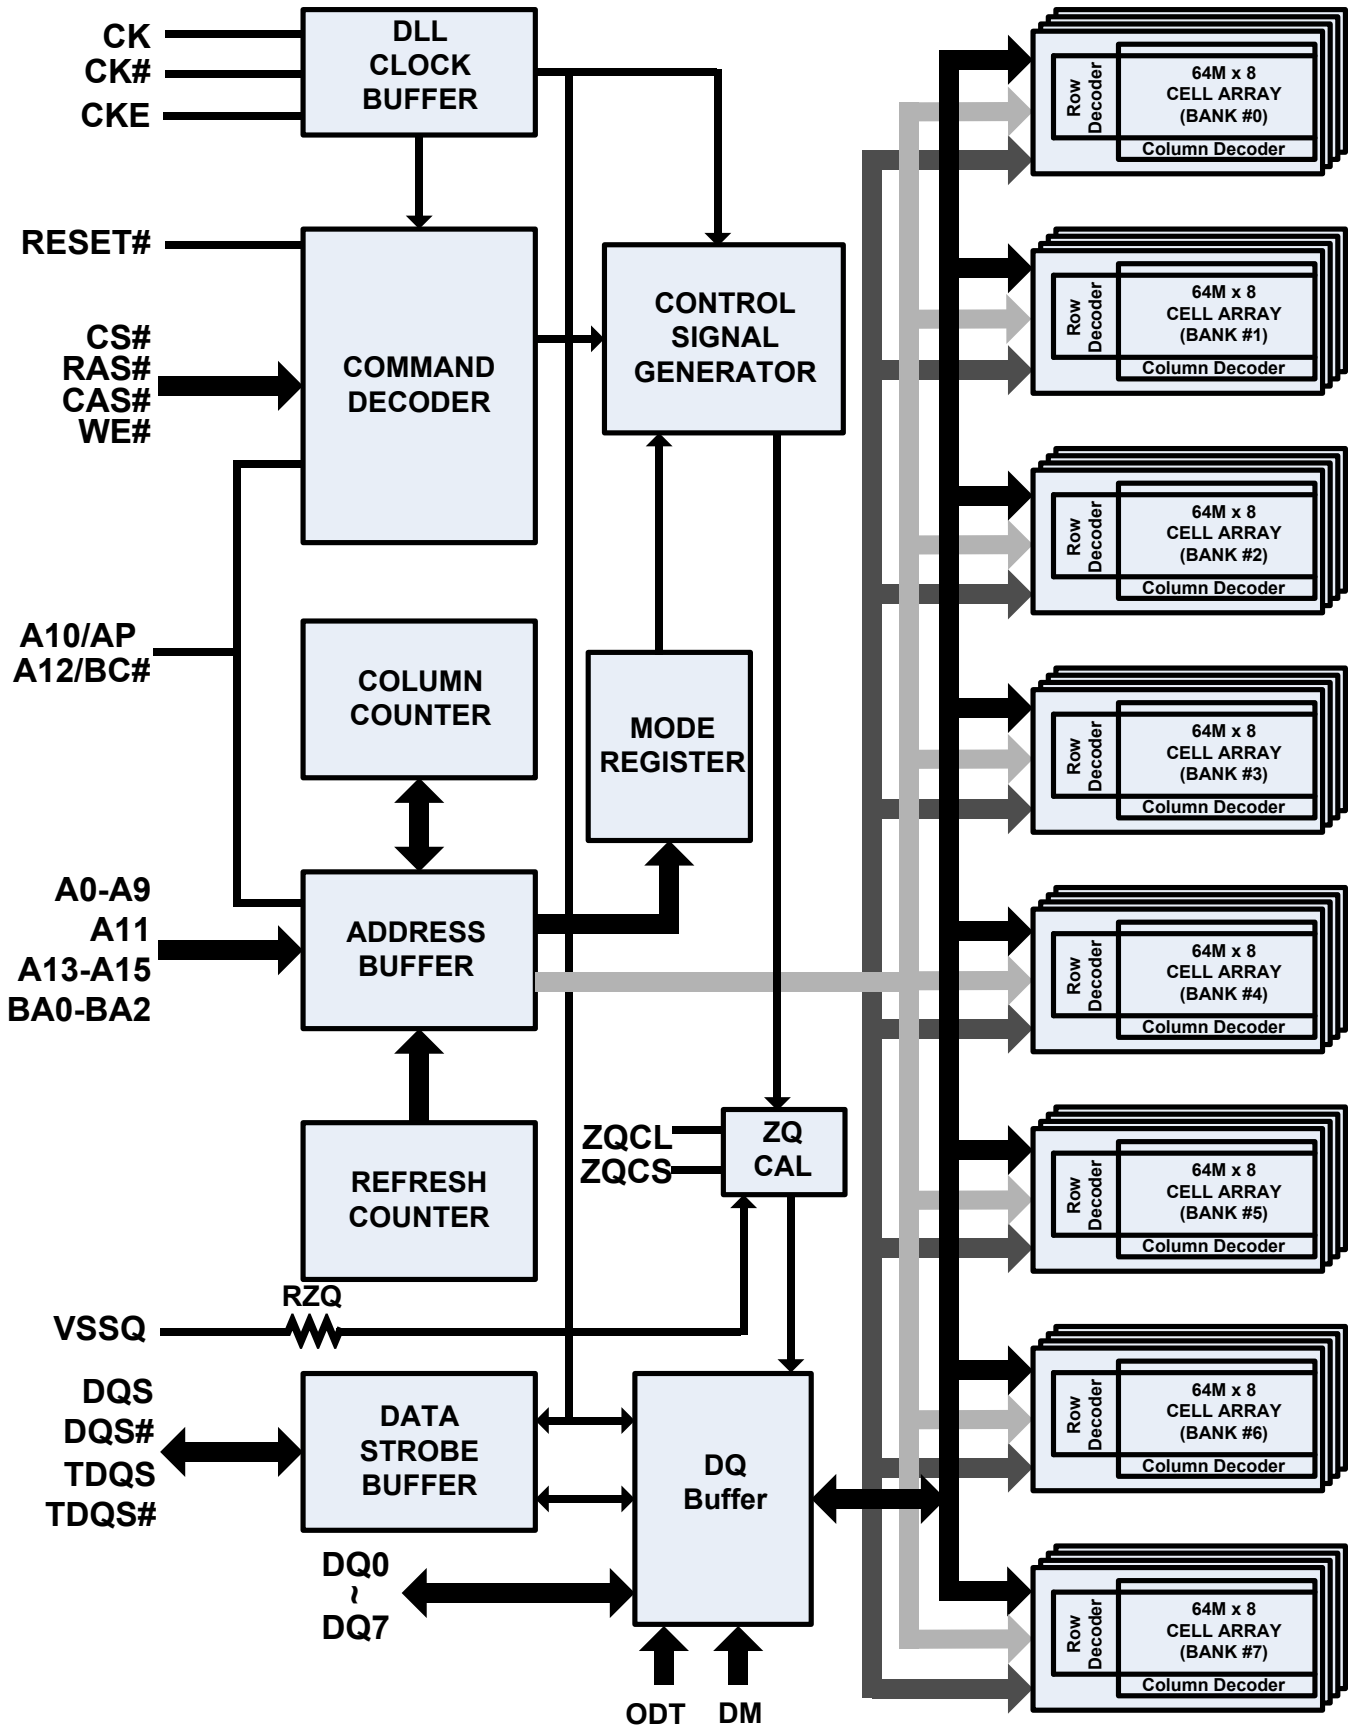 CK
CK#
CKE
DLL
CLOCK
BUFFER
RESET#
CS#
RAS#
CAS#
WE#
COMMAND
DECODER
CONTROL
SIGNAL
GENERATOR
A10/AP
A12/BC#
COLUMN
COUNTER
MODE
REGISTER
A0-A9
A11
A13-A15
BA0-BA2
ADDRESS
BUFFER
REFRESH
COUNTER
ZQCL
ZQCS
ZQ
CAL
RZQ
VSSQ
DQS
DQS#
TDQS
TDQS#
DATA
STROBE
BUFFER
DQ
Buffer
DQ0
~
DQ7
ODT
DM
Row
Decoder
64M x 8
CELL ARRAY
(BANK #0)
Column Decoder
Row
Decoder
64M x 8
CELL ARRAY
(BANK #1)
Column Decoder
Row
Decoder
64M x 8
CELL ARRAY
(BANK #2)
Column Decoder
Row
Decoder
64M x 8
CELL ARRAY
(BANK #3)
Column Decoder
Row
Decoder
64M x 8
CELL ARRAY
(BANK #4)
Column Decoder
Row
Decoder
64M x 8
CELL ARRAY
(BANK #5)
Column Decoder
Row
Decoder
64M x 8
CELL ARRAY
(BANK #6)
Column Decoder
Row
Decoder
64M x 8
CELL ARRAY
(BANK #7)
Column Decoder